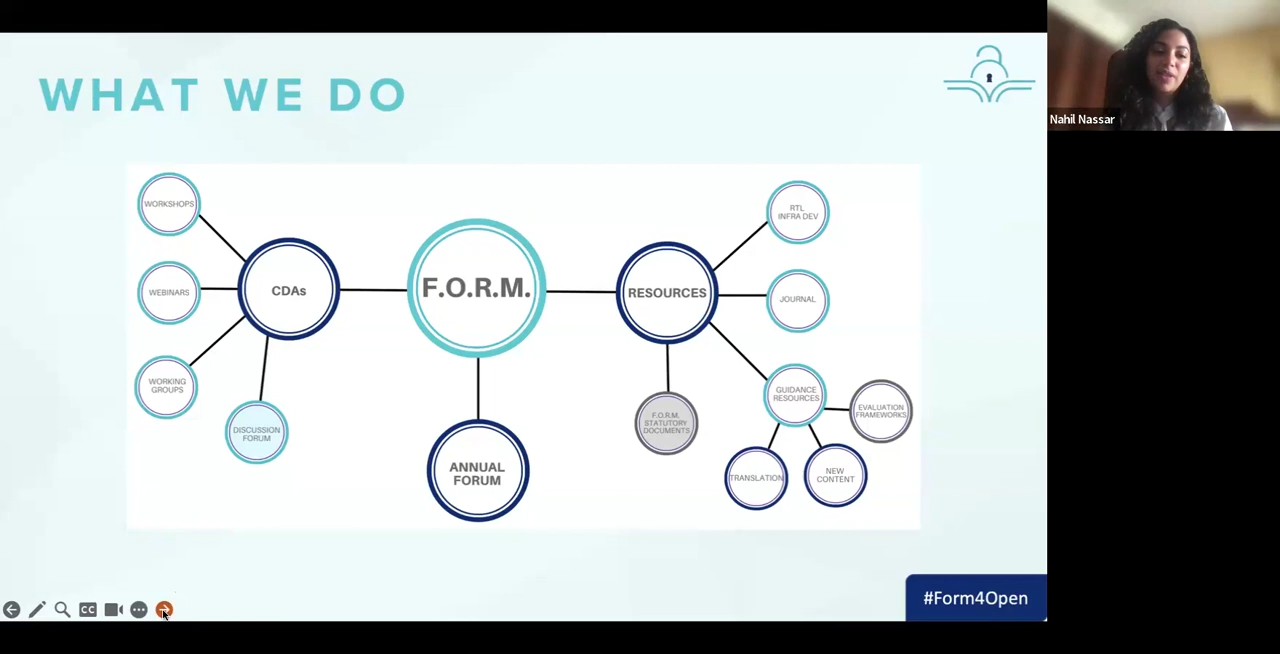 WHAT WE DO
Nahil Nassar
WORKSHOPS
WEBINARS
WORKING
GROUPS
DISCUSSION
FORUM
CDAs
F.O.R.M.
ANNUAL
FORUM
RESOURCES
RTL
INFRA DEV
JOURNAL
GUIDANCE
RESOURCES
EVALUATION
FRAMEWORKS
F.O.R.M.
STATUTORY
DOCUMENTS
TRANSLATION
NEW
CONTENT
CC
#Form4Open